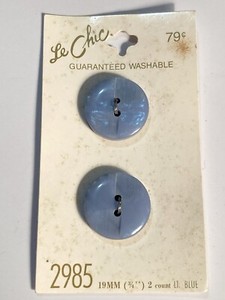 Le Chic
79¢
GUARANTEED WASHABLE
2985 19MM (¾") 2 count LT. BLUE